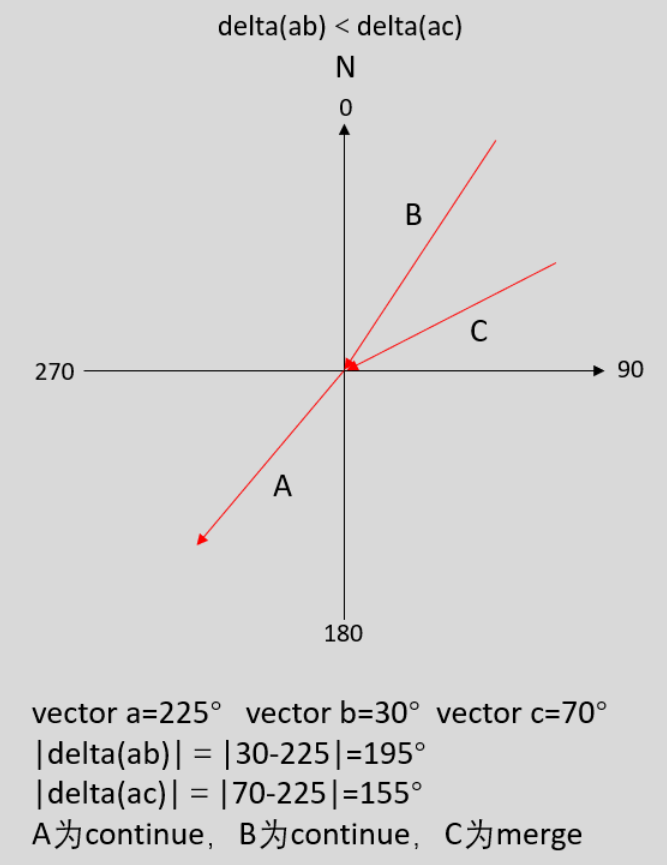 delta(ab) < delta(ac)
N
0
B
C
270
90
A
180
vector a=225° vector b=30° vector c=70°
|delta(ab)| = |30-225|=195°
|delta(ac)| = |70-225|=155°
A为continue，B为continue，C为merge